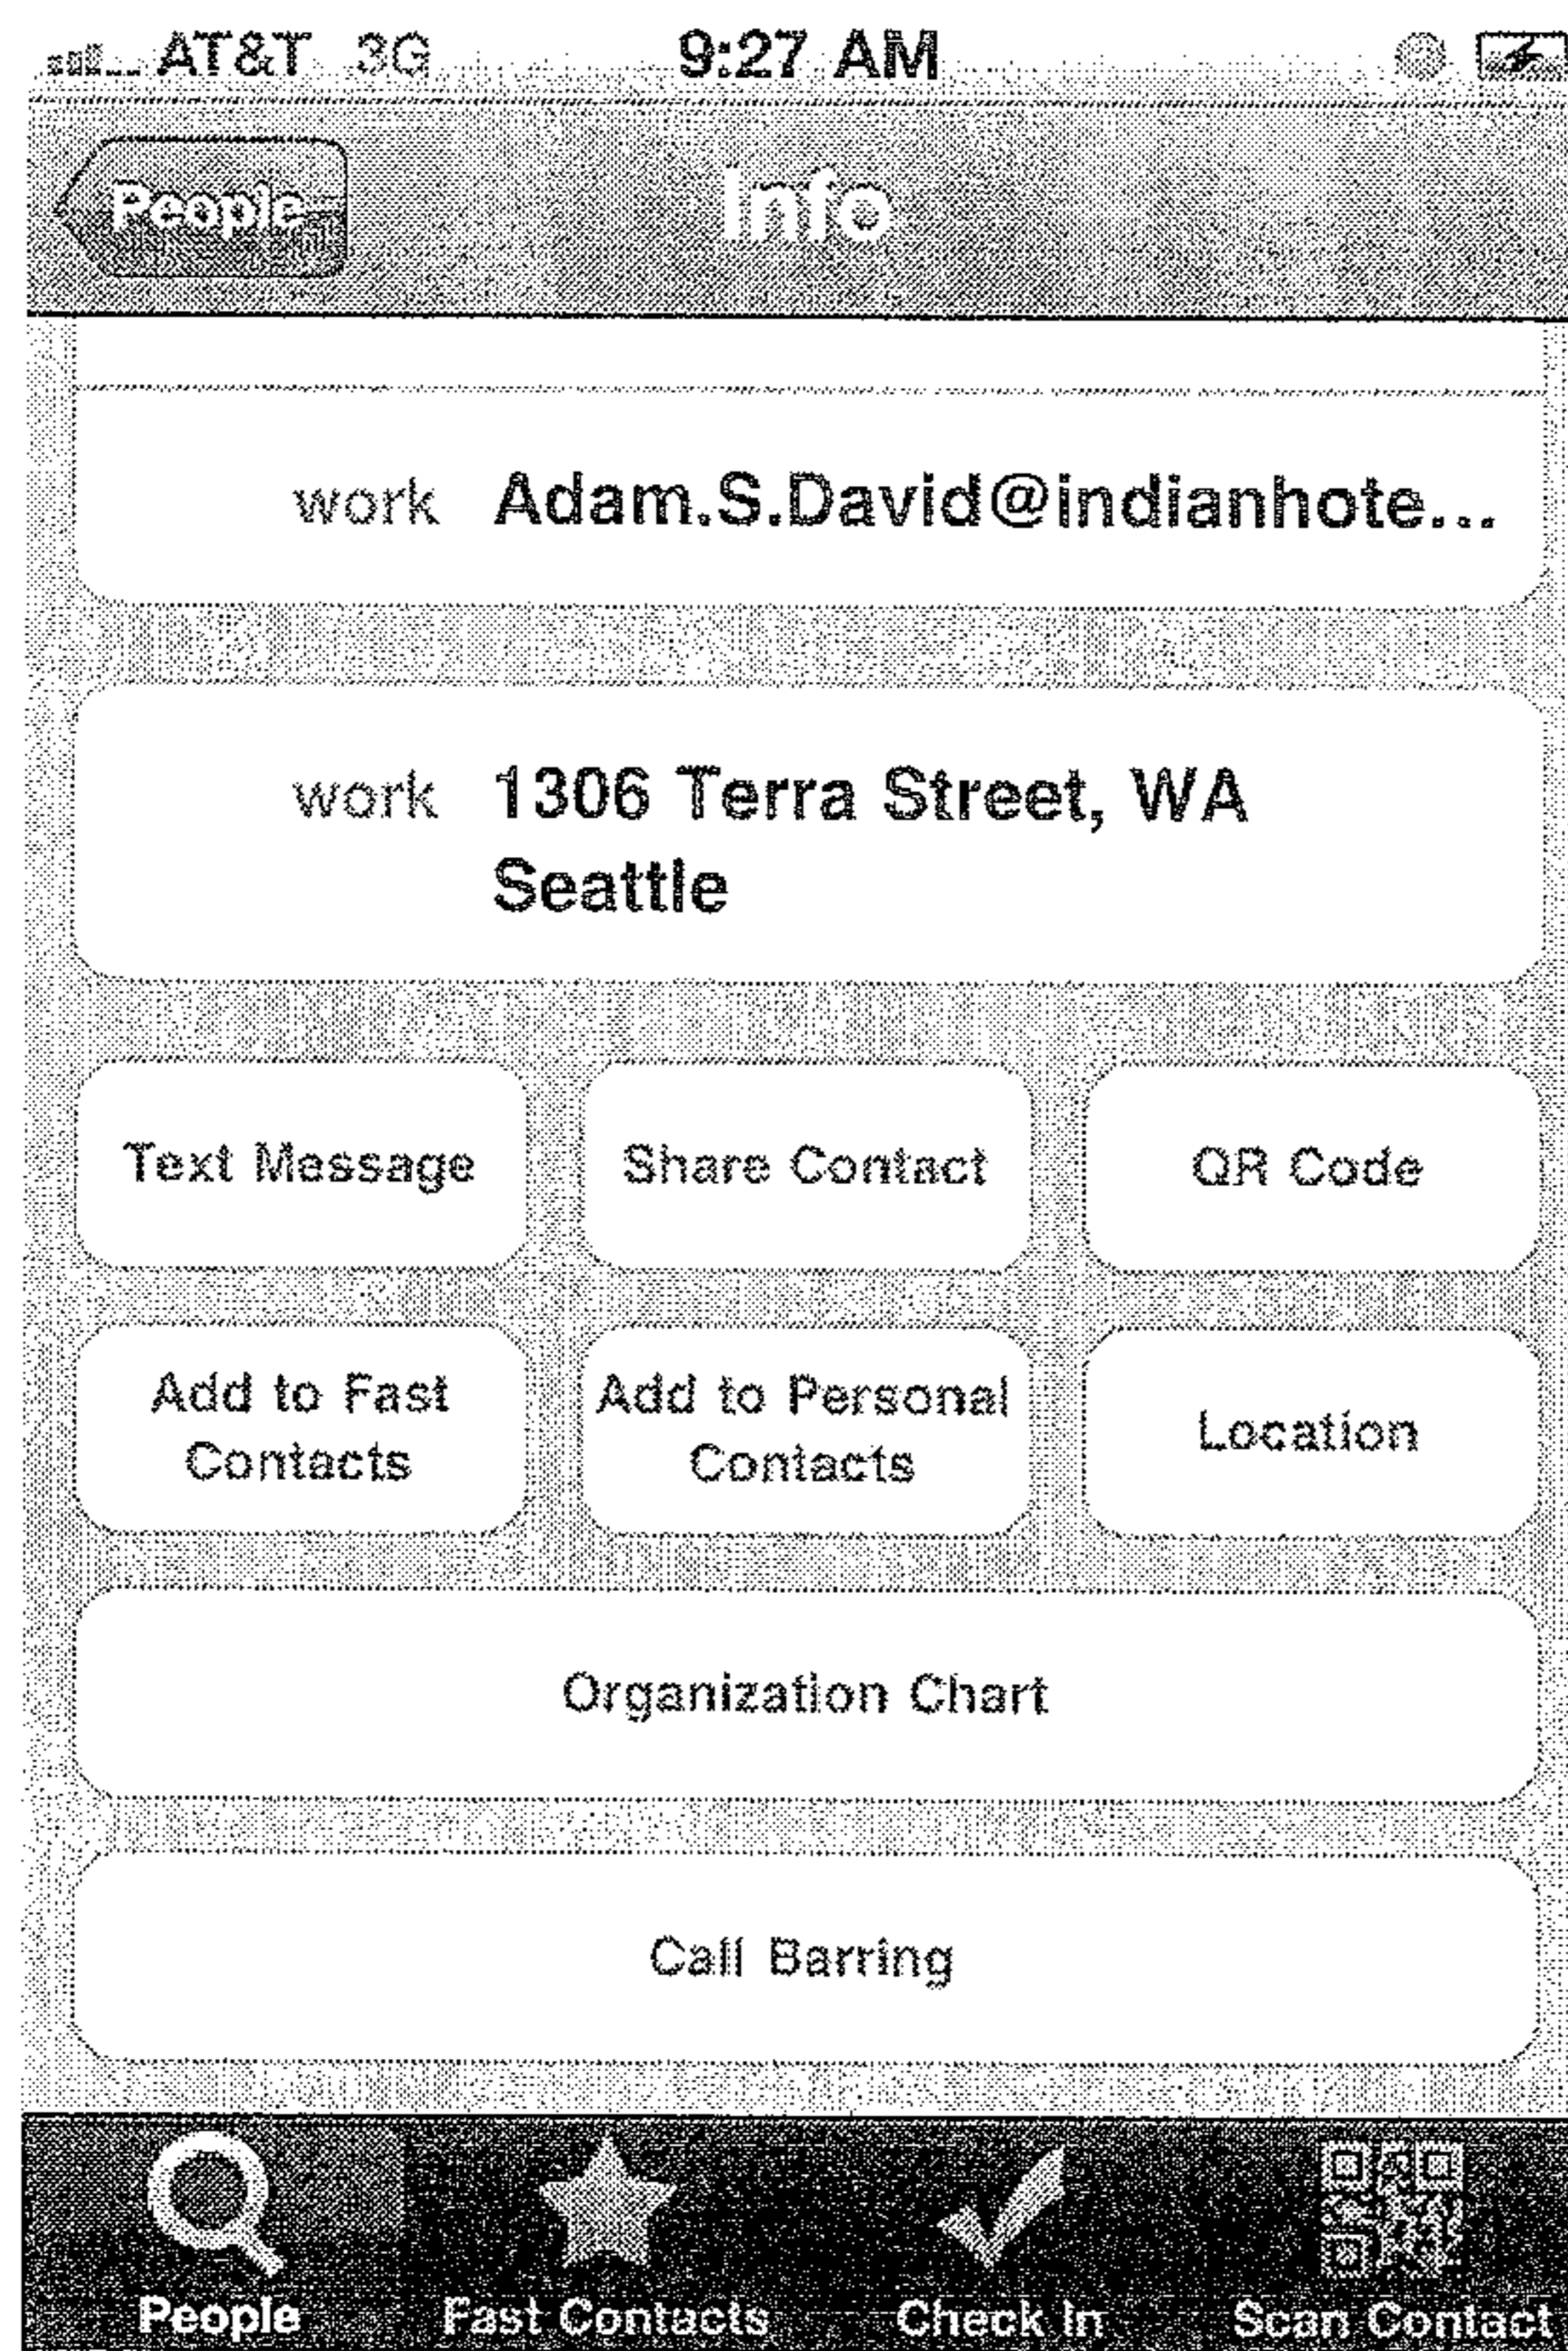 AT&T 3G 9:27 AM
People Info
work Adam.S.David@indianhote...
work 1306 Terra Street, WA
Seattle
Text Message Share Contact QR Code
Add to Fast
Contacts
Add to Personal
Contacts
Location
Organization Chart
Call Barring
People Fast Contacts Check In Scan Contact